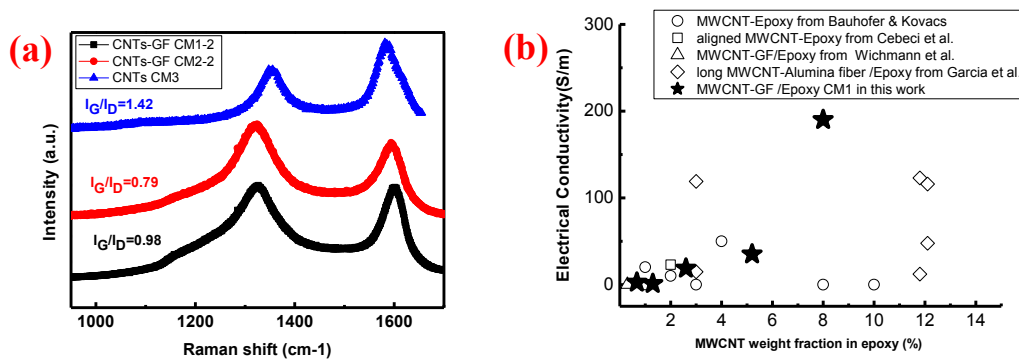 (a)
CNTs-GF CM1-2
CNTs-GF CM2-2
CNTs CM3
IG/ID=1.42
IG/ID=0.79
IG/ID=0.98
Intensity (a.u.)
1000 1200 1400 1600
Raman shift (cm-1)
(b)
MWCNT-Epoxy from Bauhofer & Kovacs
aligned MWCNT-Epoxy from Cebeci et al.
MWCNT-GF/Epoxy from Wichmann et al.
long MWCNT-Alumina fiber /Epoxy from Garcia et al.
MWCNT-GF /Epoxy CM1 in this work
Electrical Conductivity(S/m)
300
200
100
0
2 4 6 8 10 12 14
MWCNT weight fraction in epoxy (%)